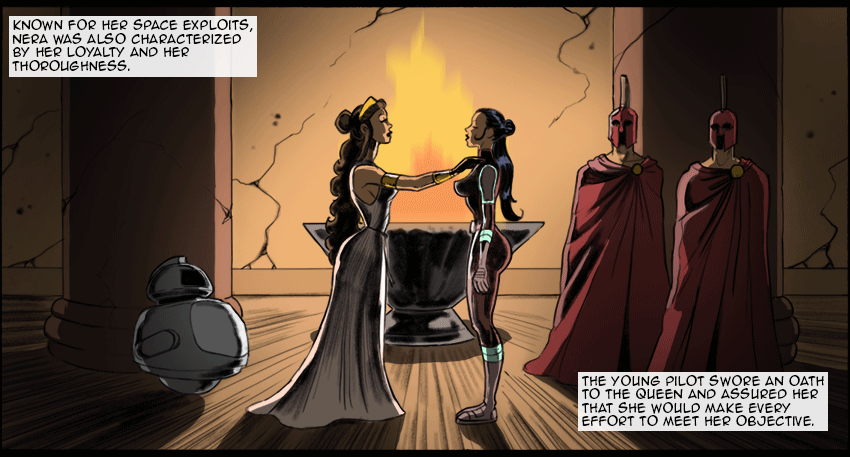 KNOWN FOR HER SPACE EXPLOITS,
NERA WAS ALSO CHARACTERIZED
BY HER LOYALTY AND HER
THOROUGHNESS.
THE YOUNG PILOT SWORE AN OATH
TO THE QUEEN AND ASSURED HER
THAT SHE WOULD MAKE EVERY
EFFORT TO MEET HER OBJECTIVE.